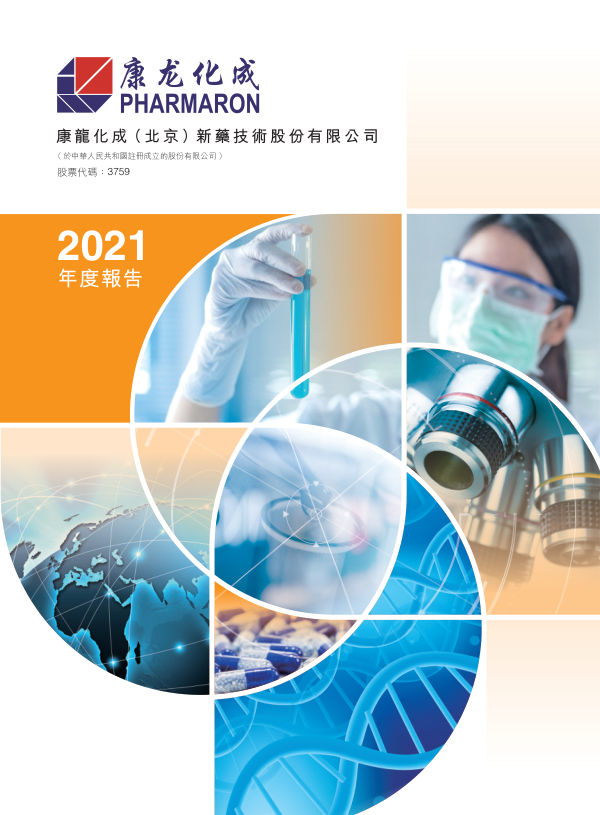 康龙化成
PHARMARON
康龍化成（北京）新藥技術股份有限公司
（於中華人民共和國註冊成立的股份有限公司）
股票代碼：3759
2021
年度報告